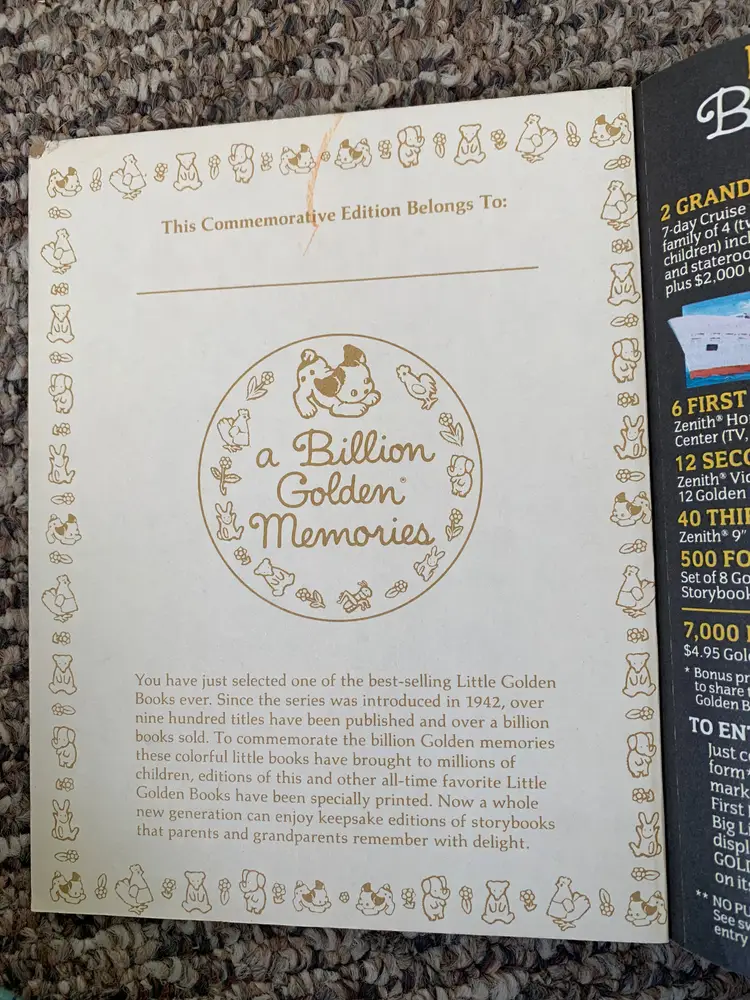 This Commemorative Edition Belongs To:
a Billion
Golden®
Memories
You have just selected one of the best-selling Little Golden
Books ever. Since the series was introduced in 1942, over
nine hundred titles have been published and over a billion
books sold. To commemorate the billion Golden memories
these colorful little books have brought to millions of
children, editions of this and other all-time favorite Little
Golden Books have been specially printed. Now a whole
new generation can enjoy keepsake editions of storybooks
that parents and grandparents remember with delight.
2 GRAND
7-day Cruise
family of 4 (tw
children) incl
and stateroo
plus $2,000
6 FIRST
Zenith® Ho
Center (TV,
12 SECO
Zenith® Vi
12 Golden
40 THI
Zenith® 9"
500 FO
Set of 8 Go
Storybook
7,000
$4.95 Gol
* Bonus pr
to share
Golden B
TO EN
Just c
form*
mark
First
Big Li
displ
GOLD
on it
** NO PU
See sw
entry